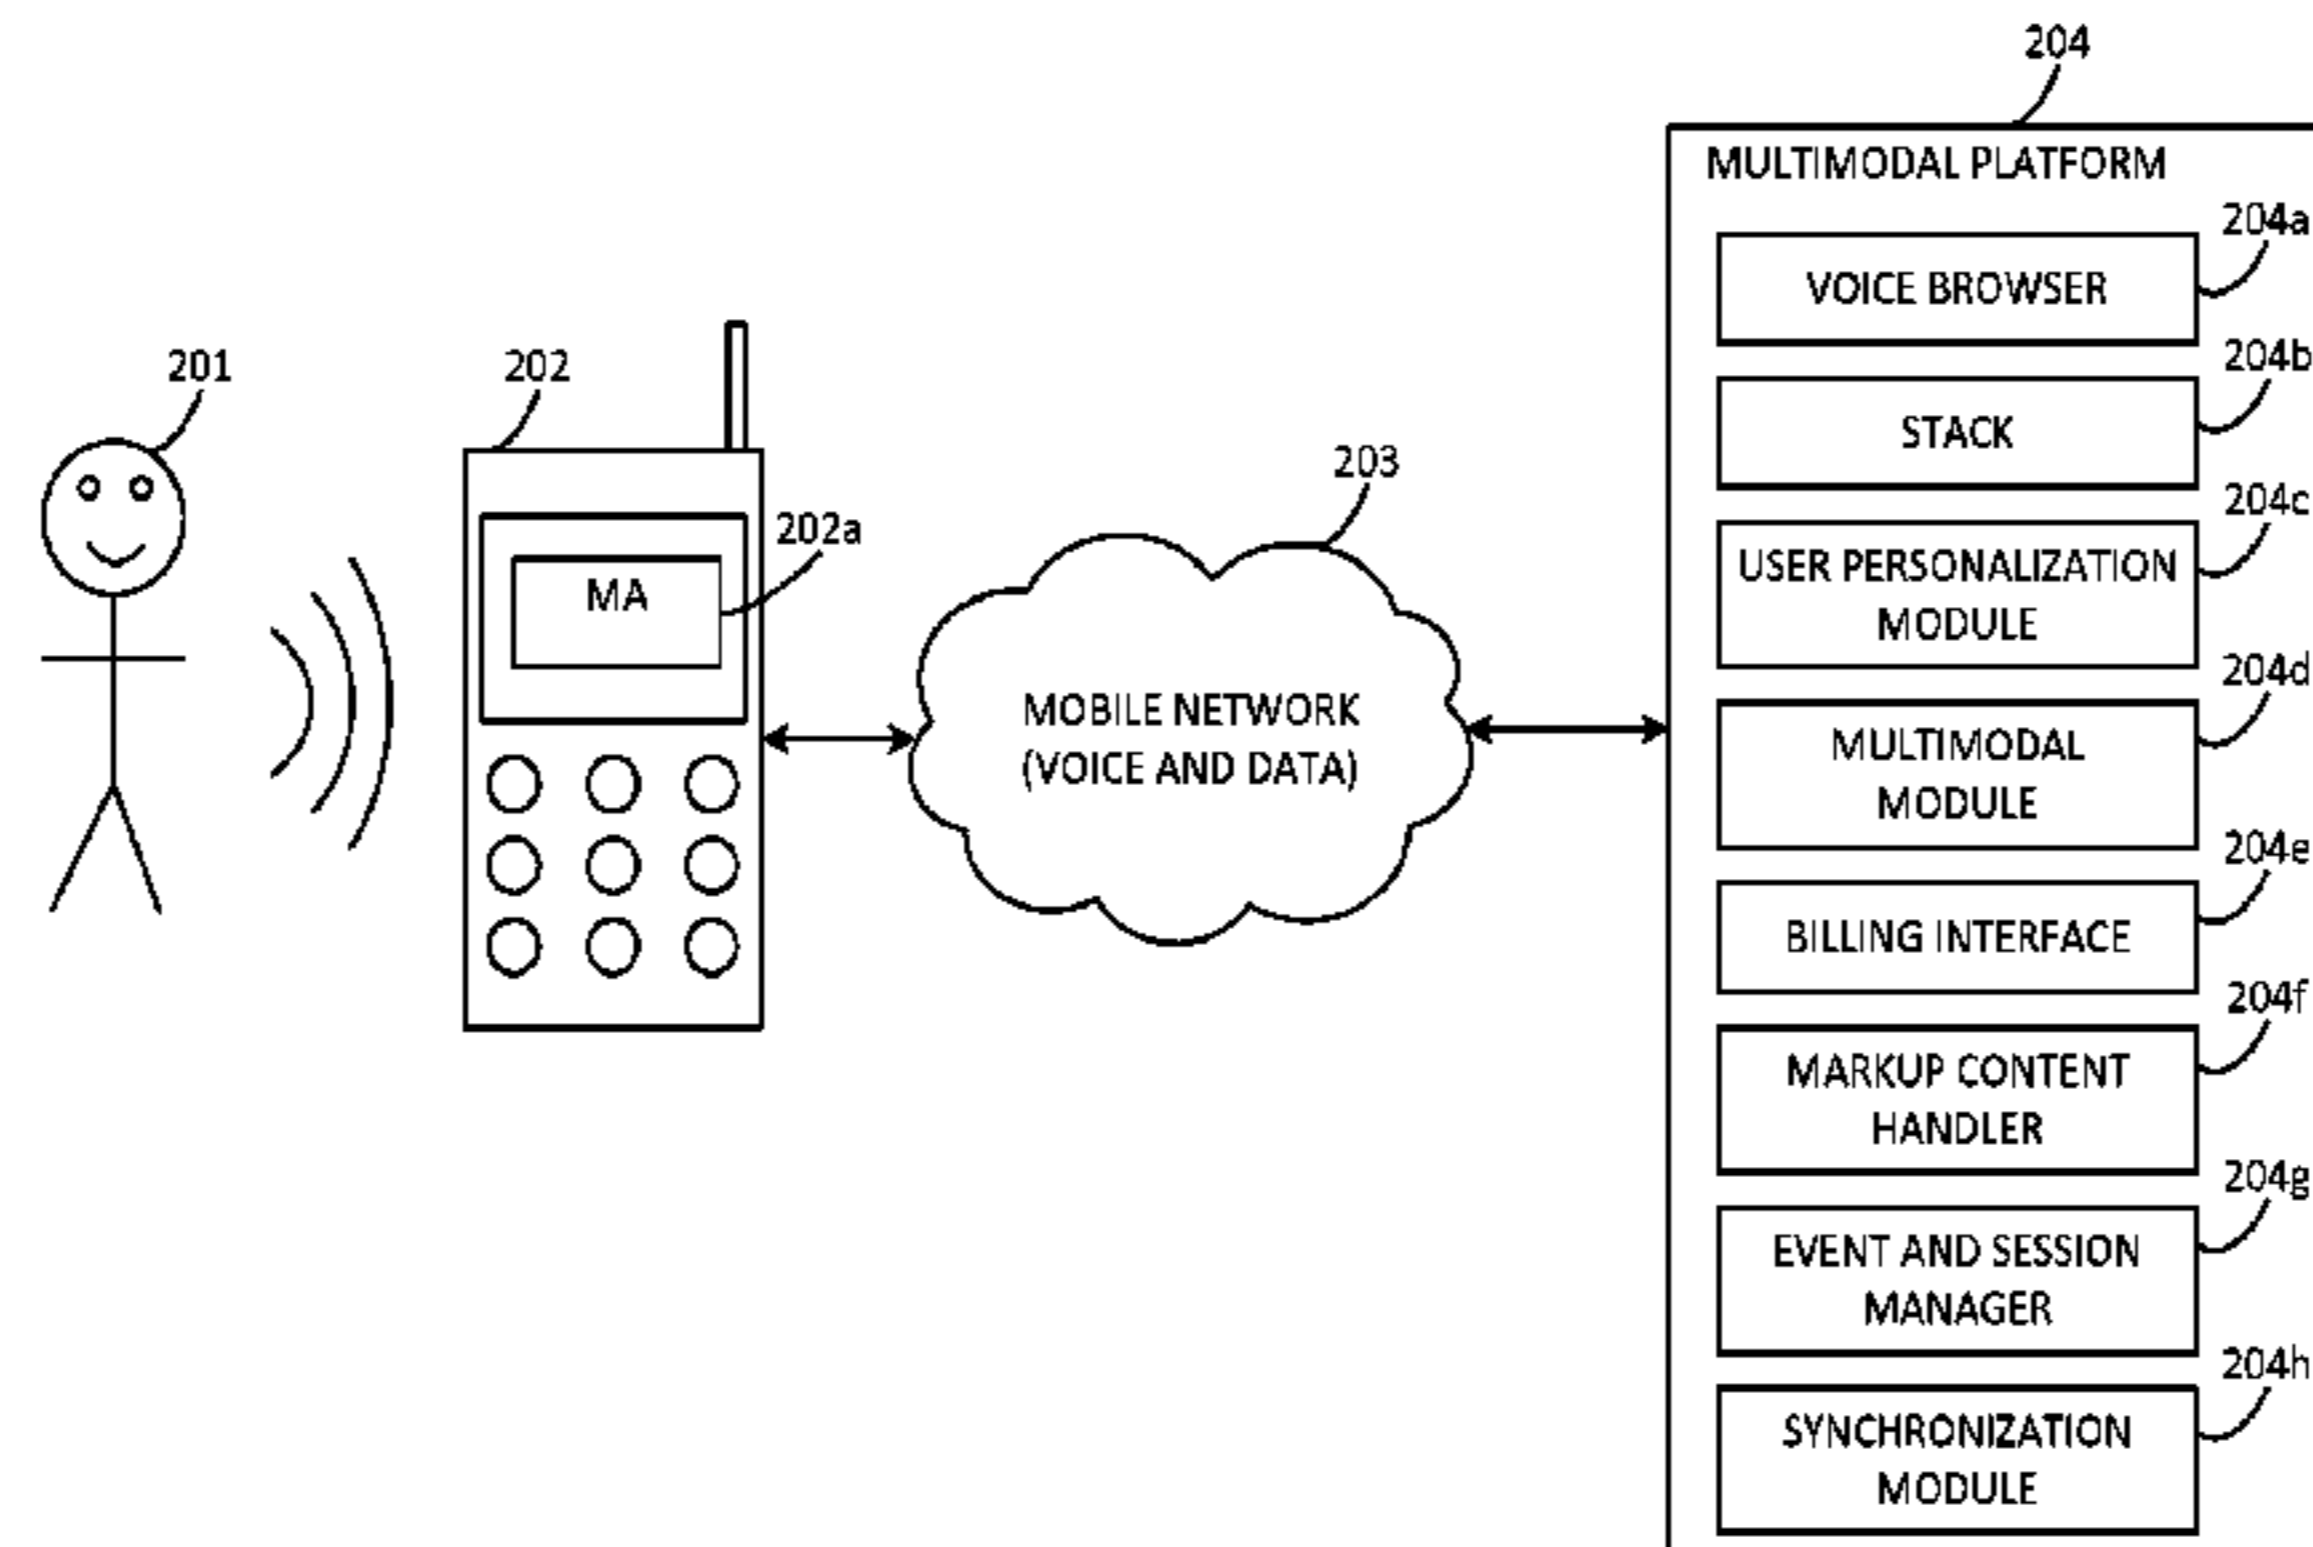 204
MULTIMODAL PLATFORM
204a
VOICE BROWSER
204b
STACK
204c
USER PERSONALIZATION
MODULE
204d
MULTIMODAL
MODULE
204e
BILLING INTERFACE
204f
MARKUP CONTENT
HANDLER
204g
EVENT AND SESSION
MANAGER
204h
SYNCHRONIZATION
MODULE
201
202
202a
MA
203
MOBILE NETWORK
(VOICE AND DATA)